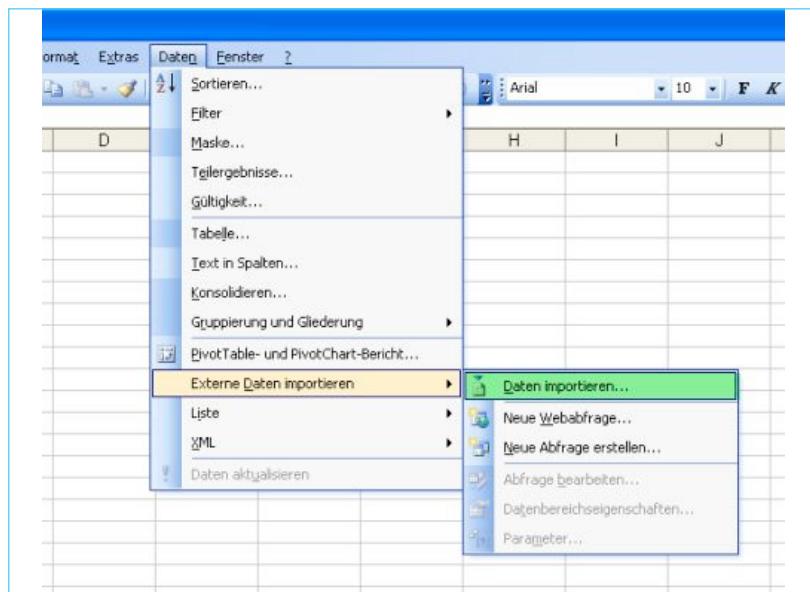 ormat Extras Daten Fenster ?
Arial 10 F K
D H I J
Sortieren...
Filter
Maske...
Teilergebnisse...
Gültigkeit...
Tabelle...
Text in Spalten...
Konsolidieren...
Gruppierung und Gliederung
PivotTable- und PivotChart-Bericht...
Externe Daten importieren
Liste
XML
Daten aktualisieren
Daten importieren...
Neue Webabfrage...
Neue Abfrage erstellen...
Abfrage bearbeiten...
Datenbereichseigenschaften...
Parameter...